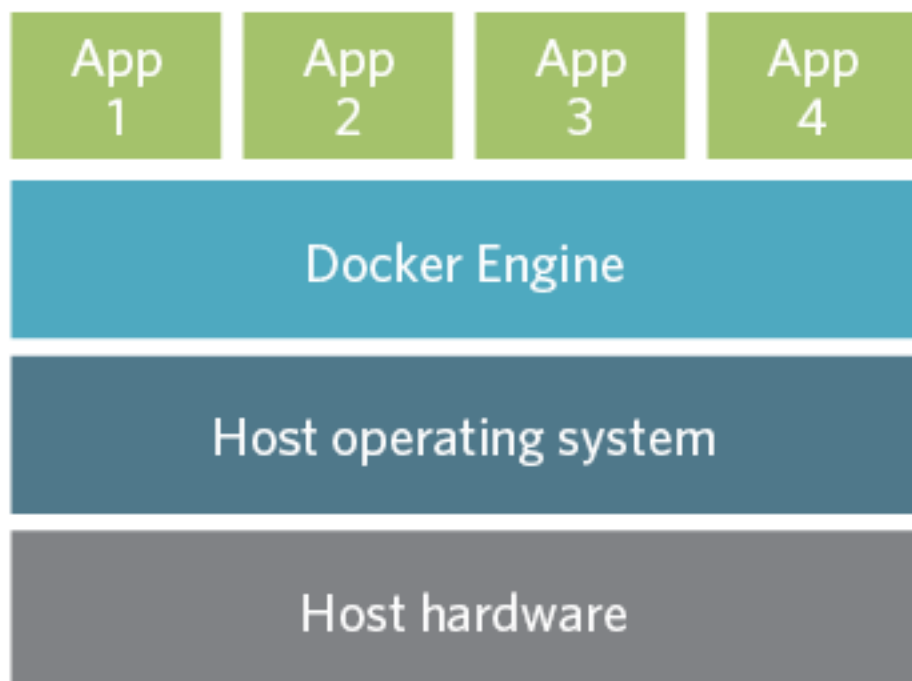 App App App App
1 2 3 4
Docker Engine
Host operating system
Host hardware